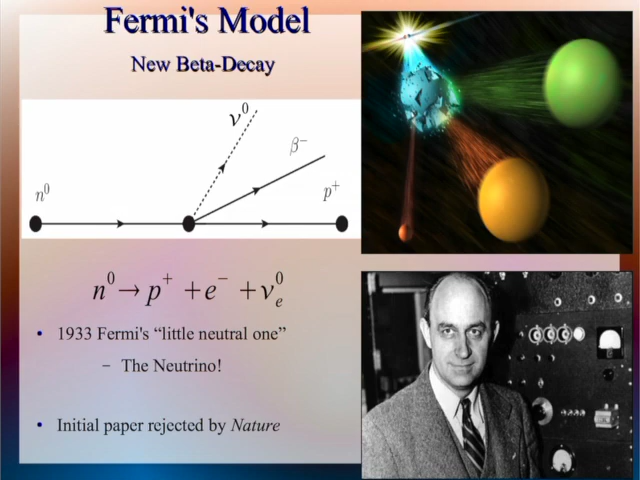 Fermi's Model
New Beta-Decay
ν⁰
β⁻
n⁰
p⁺
n⁰ → p⁺ + e⁻ + νₑ⁰
• 1933 Fermi's “little neutral one”
– The Neutrino!
• Initial paper rejected by Nature